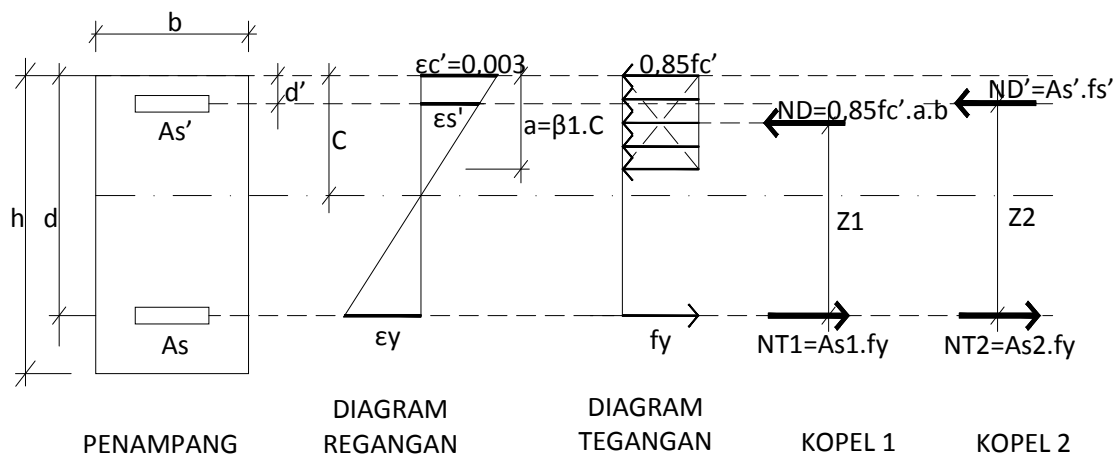 b
εc’=0,003
0,85fc’
d’
ND’=As’.fs’
As’
εs'
ND=0,85fc’.a.b
a=β1.C
C
h
d
Z1
Z2
As
εy
fy
NT1=As1.fy
NT2=As2.fy
DIAGRAM
DIAGRAM
PENAMPANG
REGANGAN
TEGANGAN
KOPEL 1
KOPEL 2